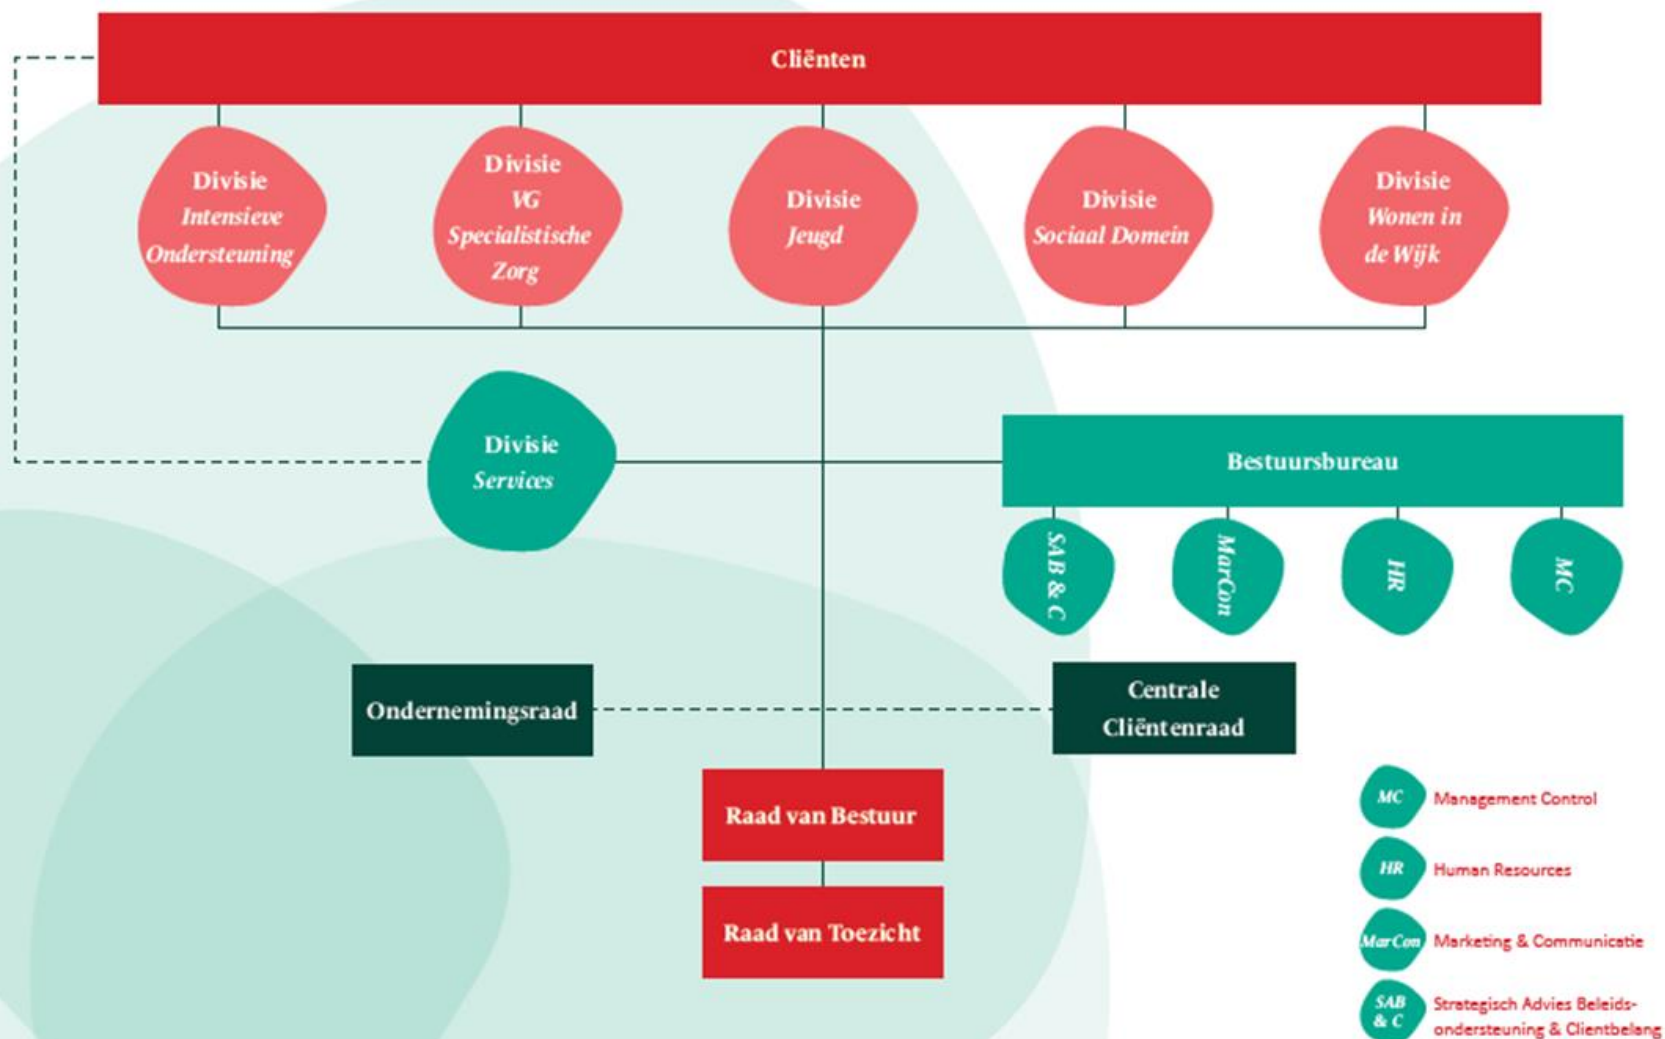 Cliënten
Divisie
Intensieve
Ondersteuning
Divisie
VG
Specialistische
Zorg
Divisie
Jeugd
Divisie
Sociaal Domein
Divisie
Wonen in
de Wijk
Divisie
Services
Bestuursbureau
SAB & C
MarCon
HR
MC
Ondernemingsraad
Centrale
Cliëntenraad
Raad van Bestuur
Raad van Toezicht
MC Management Control
HR Human Resources
MarCon Marketing & Communicatie
SAB
& C
Strategisch Advies Beleids-
ondersteuning & Clientbelang